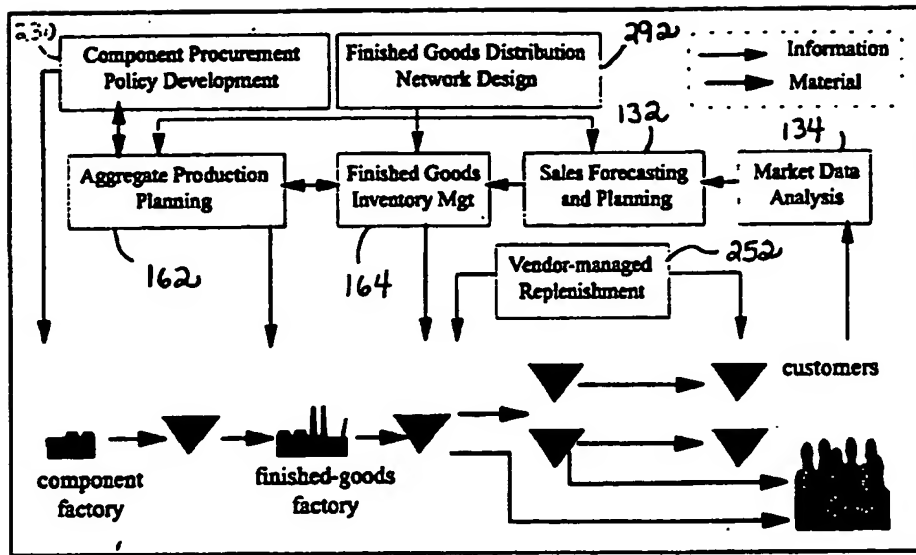 230
Component Procurement
Policy Development
Finished Goods Distribution
Network Design
292
Information
Material
132
134
Aggregate Production
Planning
Finished Goods
Inventory Mgt
Sales Forecasting
and Planning
Market Data
Analysis
162
164
Vendor-managed
Replenishment
252
customers
component
factory
finished-goods
factory